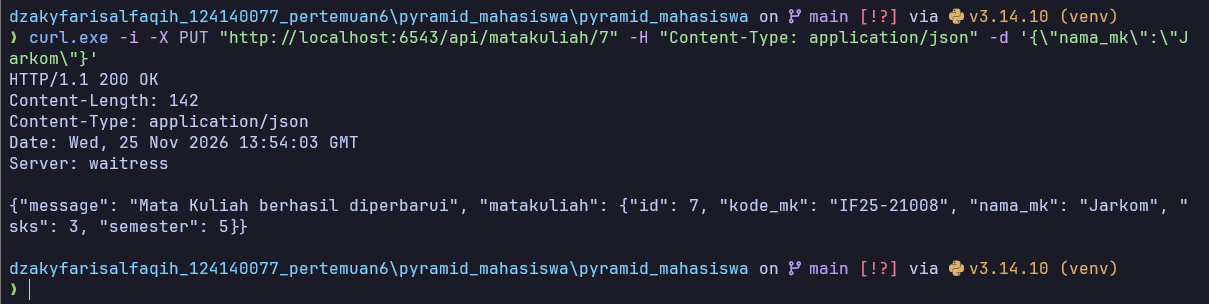 dzakyfarisalfaqih_124140077_pertemuan6\pyramid_mahasiswa\pyramid_mahasiswa on main [!?] via v3.14.10 (venv)
❯ curl.exe -i -X PUT "http://localhost:6543/api/matakuliah/7" -H "Content-Type: application/json" -d '{\"nama_mk\":\"J
arkom\"}'
HTTP/1.1 200 OK
Content-Length: 142
Content-Type: application/json
Date: Wed, 25 Nov 2026 13:54:03 GMT
Server: waitress
{"message": "Mata Kuliah berhasil diperbarui", "matakuliah": {"id": 7, "kode_mk": "IF25-21008", "nama_mk": "Jarkom", "
sks": 3, "semester": 5}}
dzakyfarisalfaqih_124140077_pertemuan6\pyramid_mahasiswa\pyramid_mahasiswa on main [!?] via v3.14.10 (venv)
❯